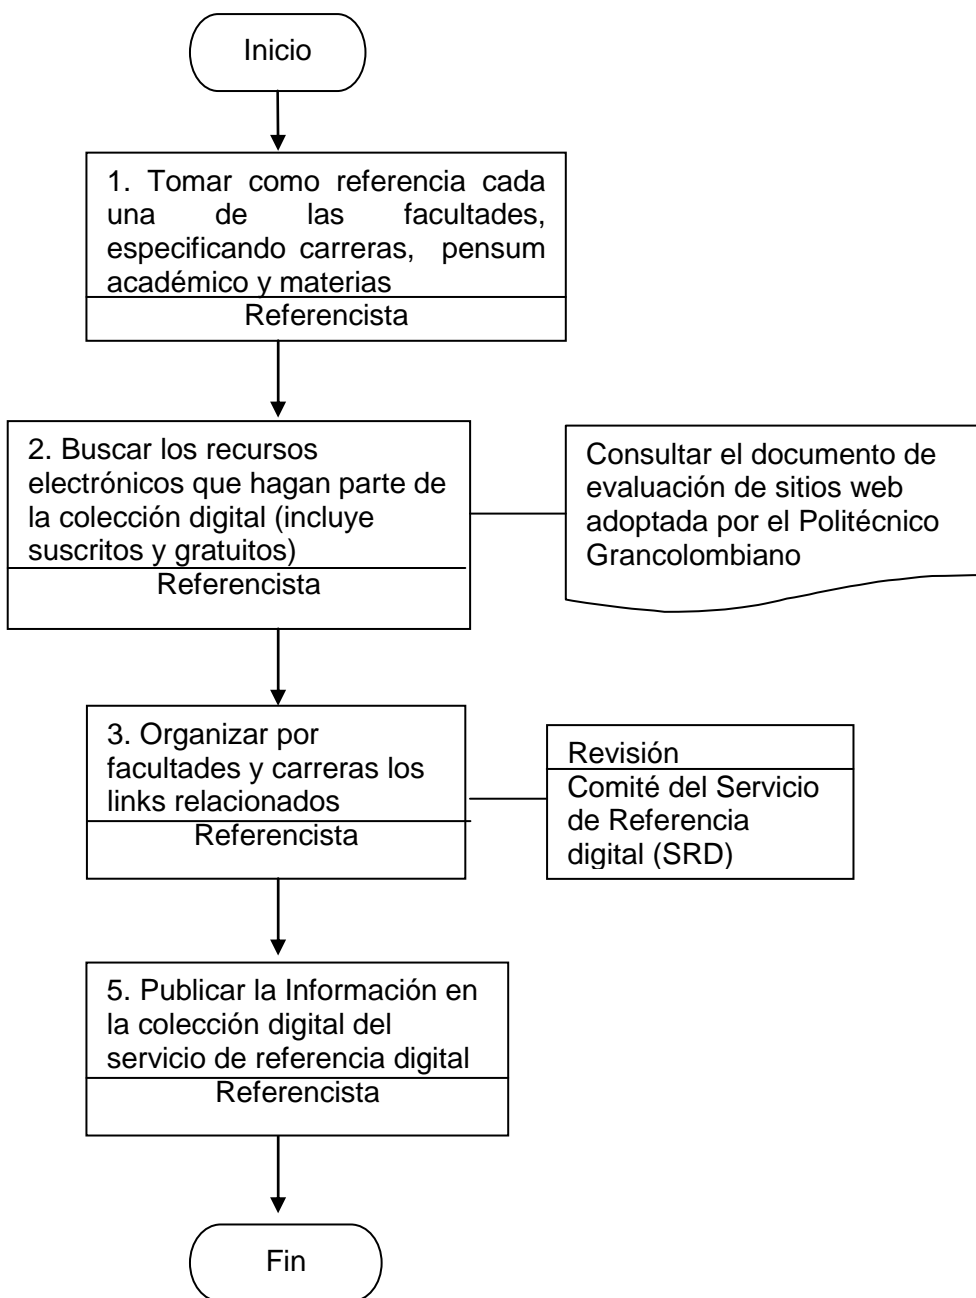 Inicio
1. Tomar como referencia cada
una de las facultades,
especificando carreras, pensum
académico y materias
Referencista
2. Buscar los recursos
electrónicos que hagan parte de
la colección digital (incluye
suscritos y gratuitos)
Referencista
Consultar el documento de
evaluación de sitios web
adoptada por el Politécnico
Grancolombiano
3. Organizar por
facultades y carreras los
links relacionados
Referencista
Revisión
Comité del Servicio
de Referencia
digital (SRD)
5. Publicar la Información en
la colección digital del
servicio de referencia digital
Referencista
Fin